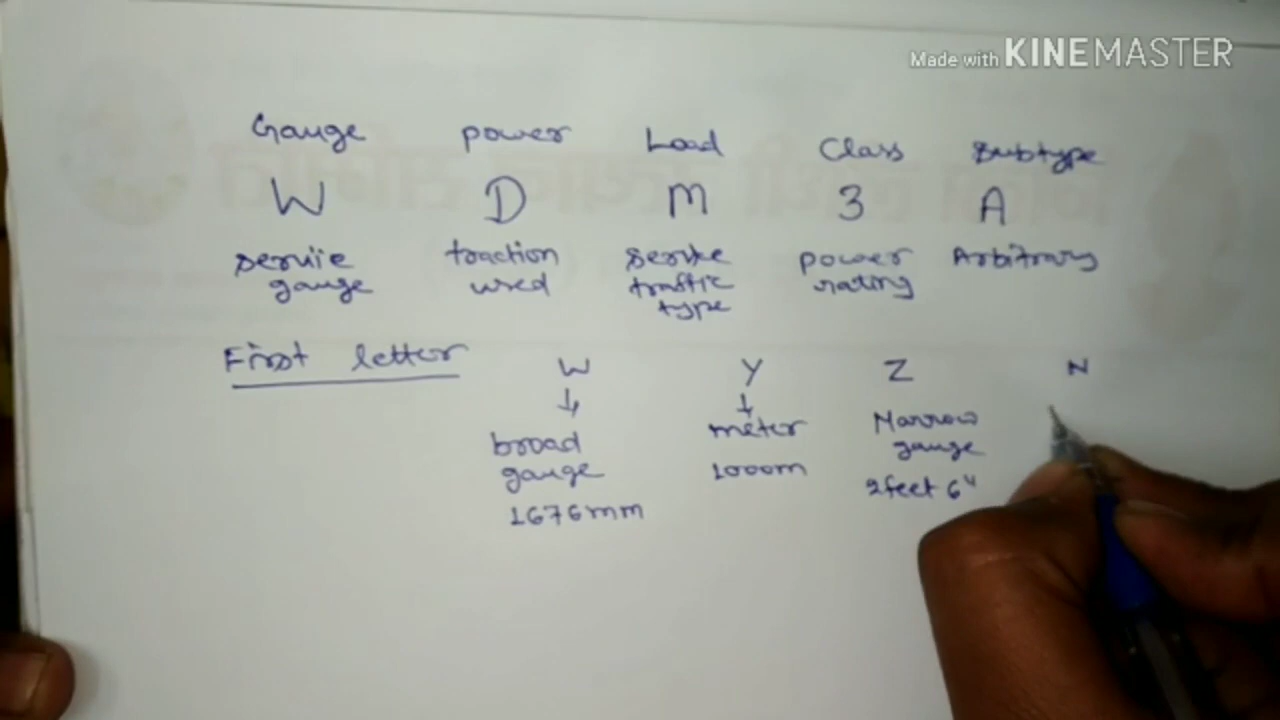 Made with KINEMASTER
Gauge power Load Class Subtype
W D M 3 A
service gauge traction used service traffic type power rating Arbitrary
First letter W Y Z N
broad gauge meter Narrow gauge
1676mm 1000m 2feet 6"